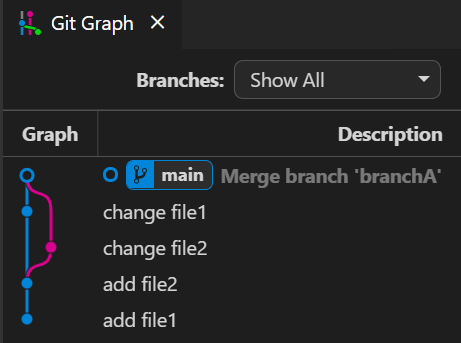 Git Graph
Branches: Show All
Graph Description
main Merge branch 'branchA'
change file1
change file2
add file2
add file1